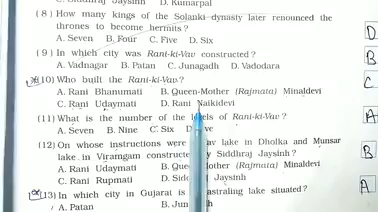 C. Siddhraj Jaysinh D. Kumarpal
(8) How many kings of the Solanki dynasty later renounced the
thrones to become hermits?
A. Seven B. Four C. Five D. Six
D
(9) In which city was Rani-ki-Vav constructed?
A. Vadnagar B. Patan C. Junagadh D. Vadodara
B
(10) Who built the Rani-ki-Vav?
A. Rani Bhanumati B. Queen-Mother (Rajmata) Minaldevi
C. Rani Udaymati D. Rani Naikidevi
C
(11) What is the number of the levels of Rani-ki-Vav?
A. Seven B. Nine C. Six D.
A
(12) On whose instructions were lake in Dholka and Munsar
lake in Viramgam constructed by Siddhraj Jaysinh?
A. Rani Udaymati B. Queen Mother (Rajmata) Minaldevi
C. Rani Rupmati D. Jaysinh
B
(13) In which city in Gujarat is astraling lake situated?
A. Patan B.
A